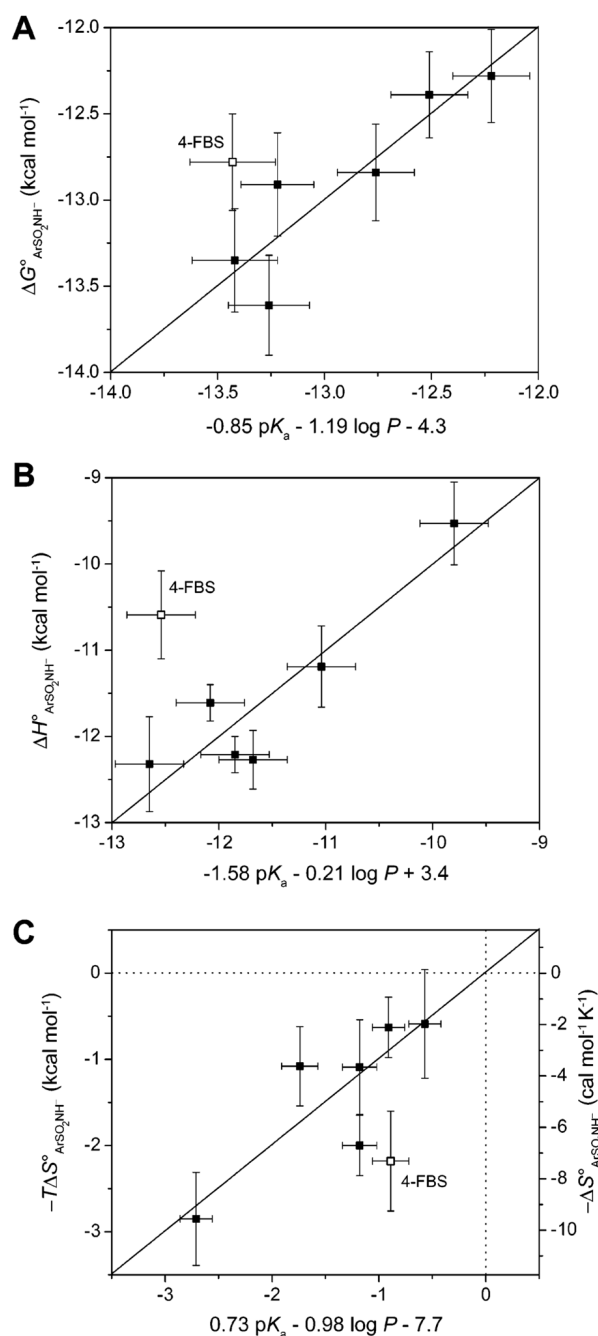 A
-12.0
-12.5
-13.0
-13.5
-14.0
ΔG°ArSO₂NH⁻ (kcal mol⁻¹)
4-FBS
-14.0 -13.5 -13.0 -12.5 -12.0
-0.85 pKₐ - 1.19 log P - 4.3
B
-9
-10
-11
-12
-13
ΔH°ArSO₂NH⁻ (kcal mol⁻¹)
4-FBS
-13 -12 -11 -10 -9
-1.58 pKₐ - 0.21 log P + 3.4
C
0
-1
-2
-3
–TΔS°ArSO₂NH⁻ (kcal mol⁻¹)
4-FBS
0
-2
-4
-6
-8
-10
–ΔS°ArSO₂NH⁻ (cal mol⁻¹ K⁻¹)
-3 -2 -1 0
0.73 pKₐ - 0.98 log P - 7.7